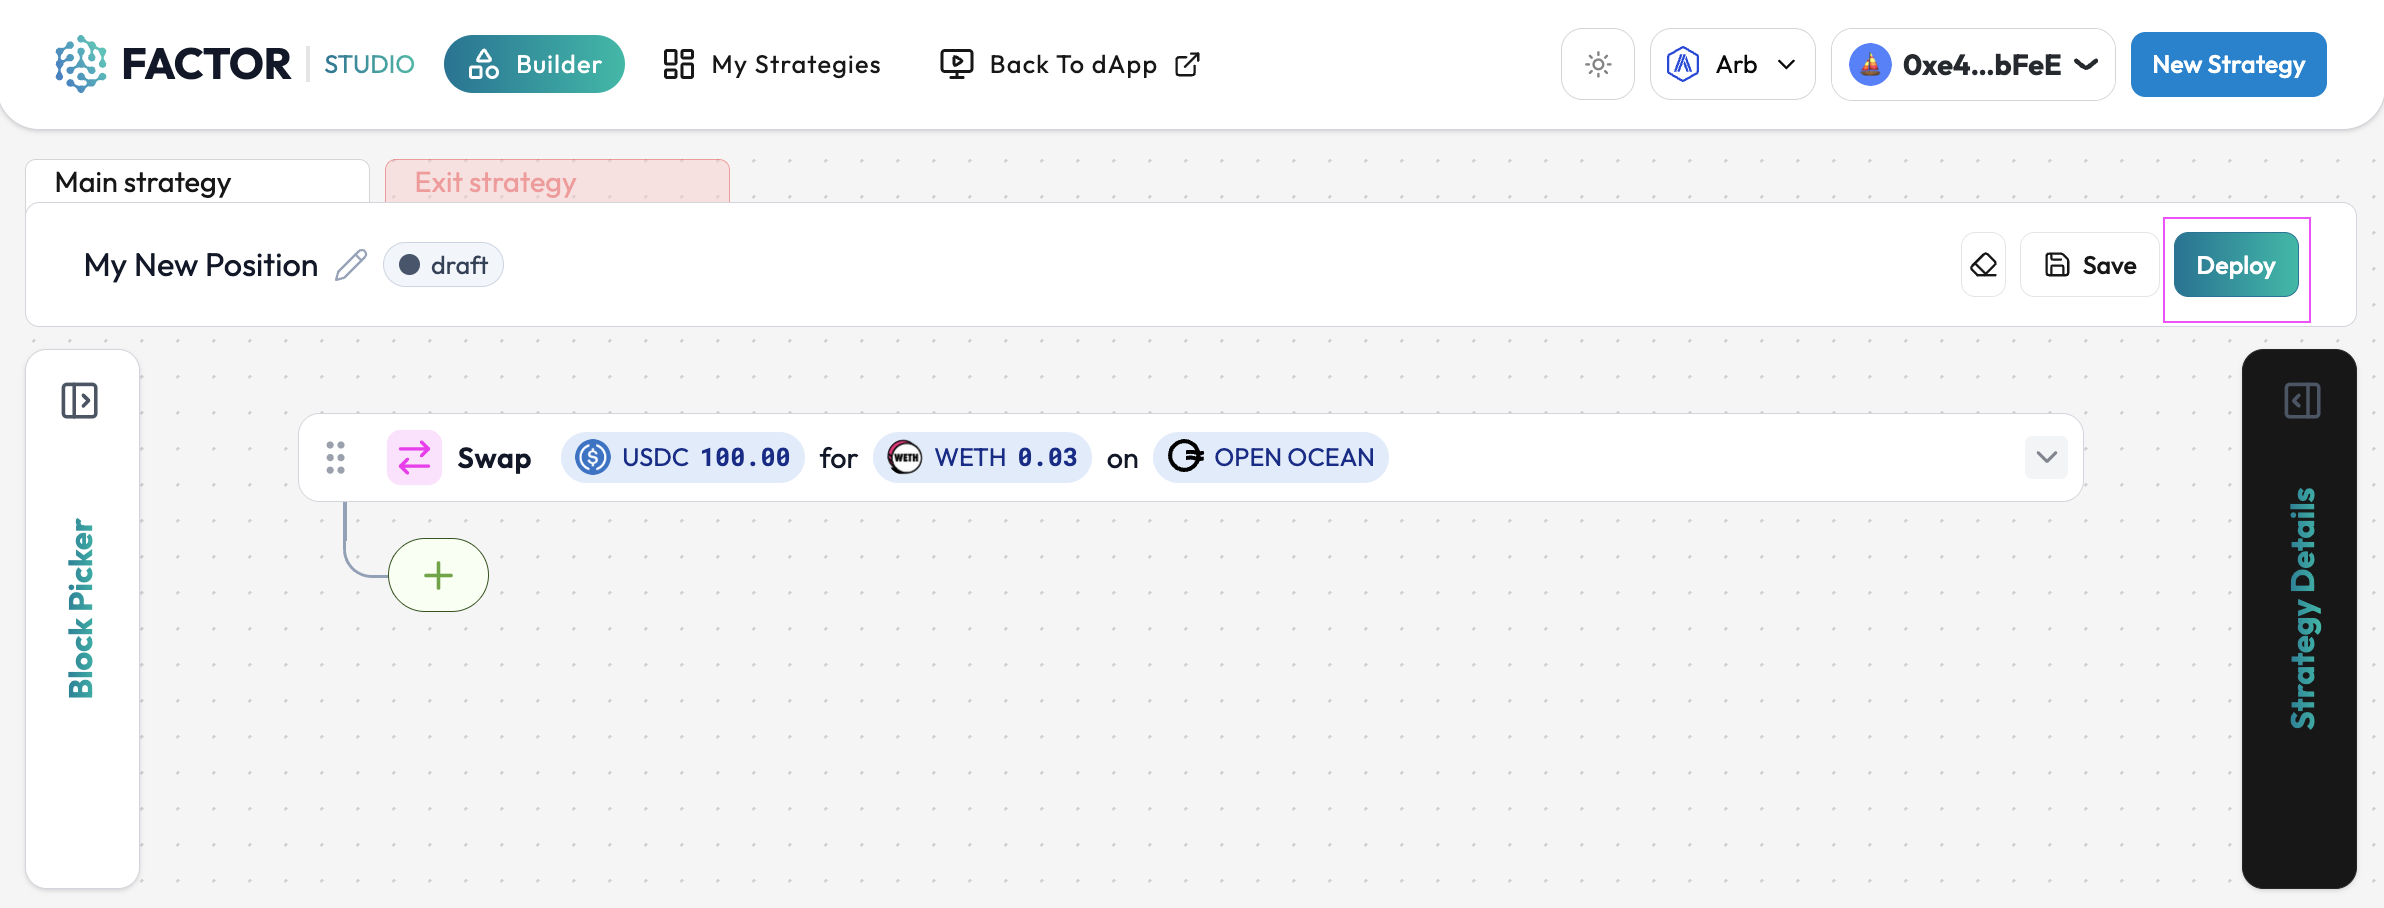 FACTOR STUDIO Builder My Strategies Back To dApp Arb 0xe4...bFeE New Strategy
Main strategy Exit strategy
My New Position draft Save Deploy
Swap USDC 100.00 for WETH WETH 0.03 on OPEN OCEAN
Block Picker
Strategy Details